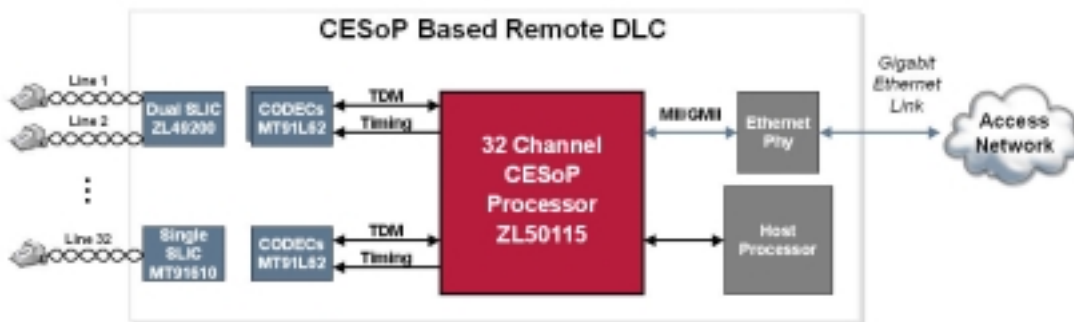 CESoP Based Remote DLC
Line 1
Line 2
Dual SLIC
ZL49200
CODECs
MT91L62
TDM
Timing
32 Channel
CESoP
Processor
ZL50115
MII/GMII
Ethernet
Phy
Gigabit
Ethernet
Link
Access
Network
Line 32
Single
SLIC
MT91610
CODECs
MT91L62
TDM
Timing
Host
Processor